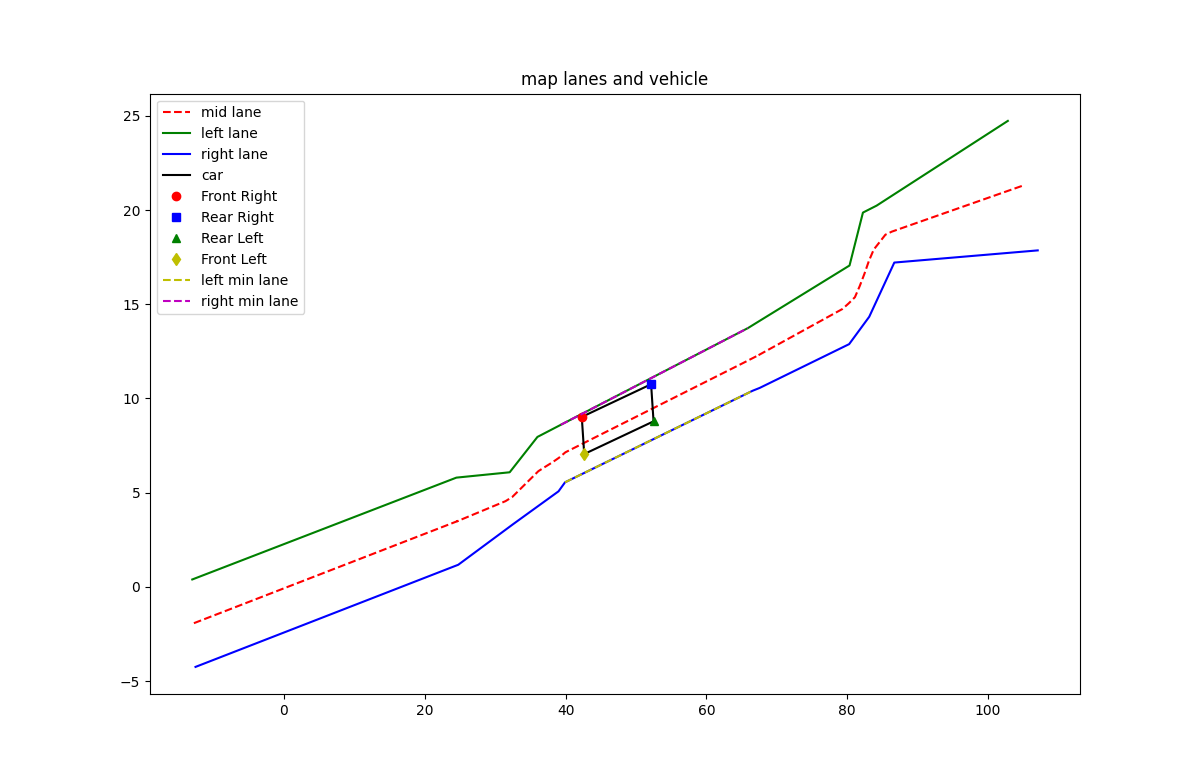 map lanes and vehicle
mid lane
left lane
right lane
car
Front Right
Rear Right
Rear Left
Front Left
left min lane
right min lane
25
20
15
10
5
0
−5
0 20 40 60 80 100